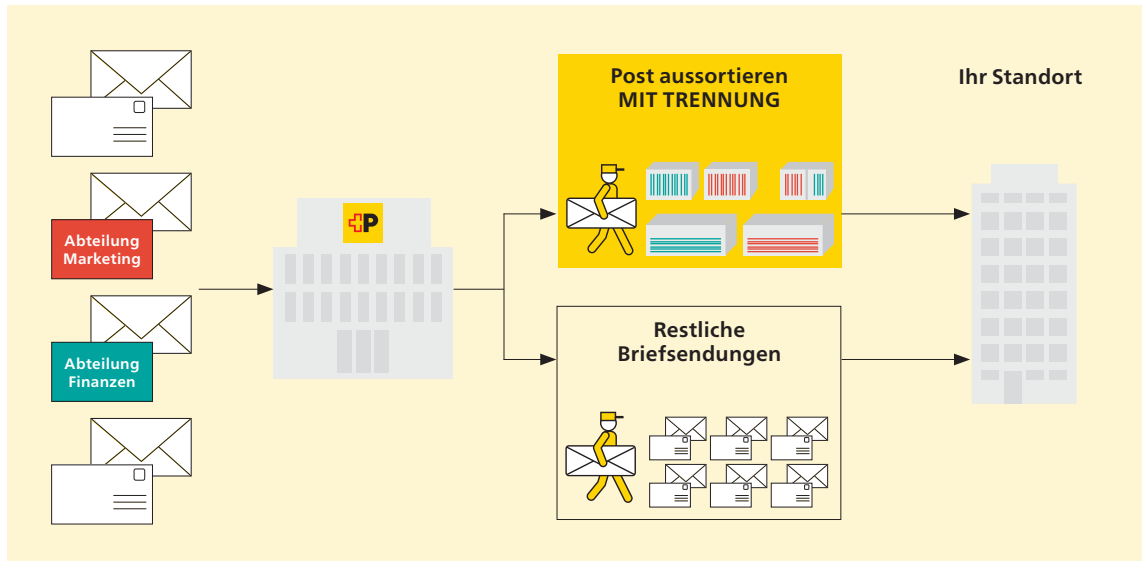 Abteilung
Marketing
Abteilung
Finanzen
P
Post aussortieren
MIT TRENNUNG
Restliche
Briefsendungen
Ihr Standort